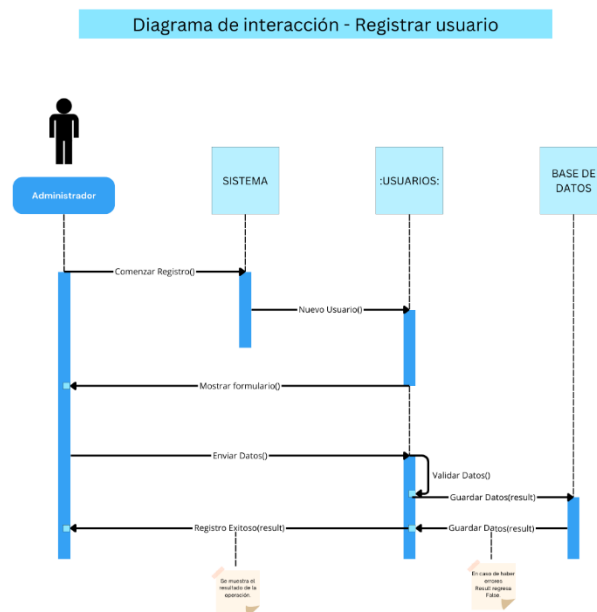 Diagrama de interacción - Registrar usuario
Administrador
SISTEMA
:USUARIOS:
BASE DE
DATOS
Comenzar Registro()
Nuevo Usuario()
Mostrar formulario()
Enviar Datos()
Validar Datos()
Guardar Datos(result)
Registro Exitoso(result)
Guardar Datos(result)
Se muestra el
resultado de la
operación.
En caso de haber
errores
Result regresa
False.